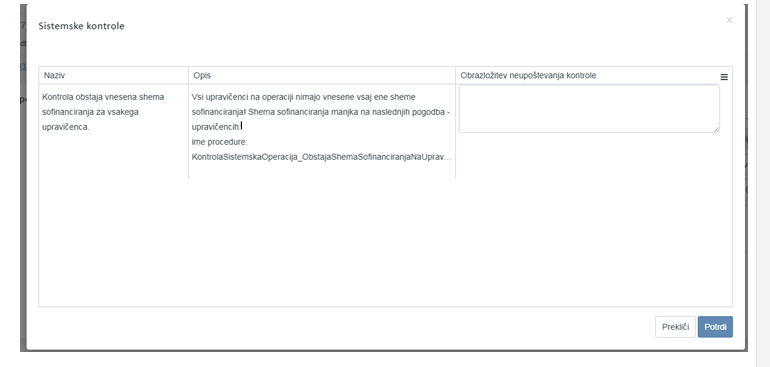 Sistemske kontrole
×
Naziv
Opis
Obrazložitev neupoštevanja kontrole
Kontrola obstaja vnesena shema
sofinanciranja za vsakega
upravičenca.
Vsi upravičenci na operaciji nimajo vnesene vsaj ene sheme
sofinanciranja! Shema sofinanciranja manjka na naslednjih pogodba -
upravičencih:
ime procedure:
KontrolaSistemskaOperacija_ObstajaShemaSofinanciranjaNaUprav...
Prekliči
Potrdi